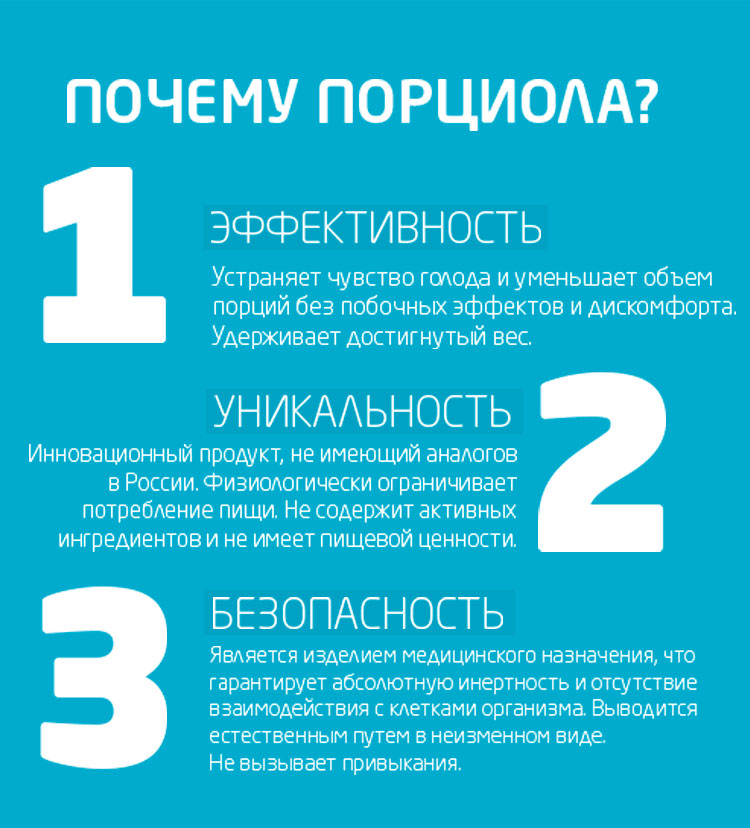 ПОЧЕМУ ПОРЦИОЛА?
1
ЭФФЕКТИВНОСТЬ
Устраняет чувство голода и уменьшает объем
порций без побочных эффектов и дискомфорта.
Удерживает достигнутый вес.
УНИКАЛЬНОСТЬ
2
Инновационный продукт, не имеющий аналогов
в России. Физиологически ограничивает
потребление пищи. Не содержит активных
ингредиентов и не имеет пищевой ценности.
3
БЕЗОПАСНОСТЬ
Является изделием медицинского назначения, что
гарантирует абсолютную инертность и отсутствие
взаимодействия с клетками организма. Выводится
естественным путем в неизменном виде.
Не вызывает привыкания.